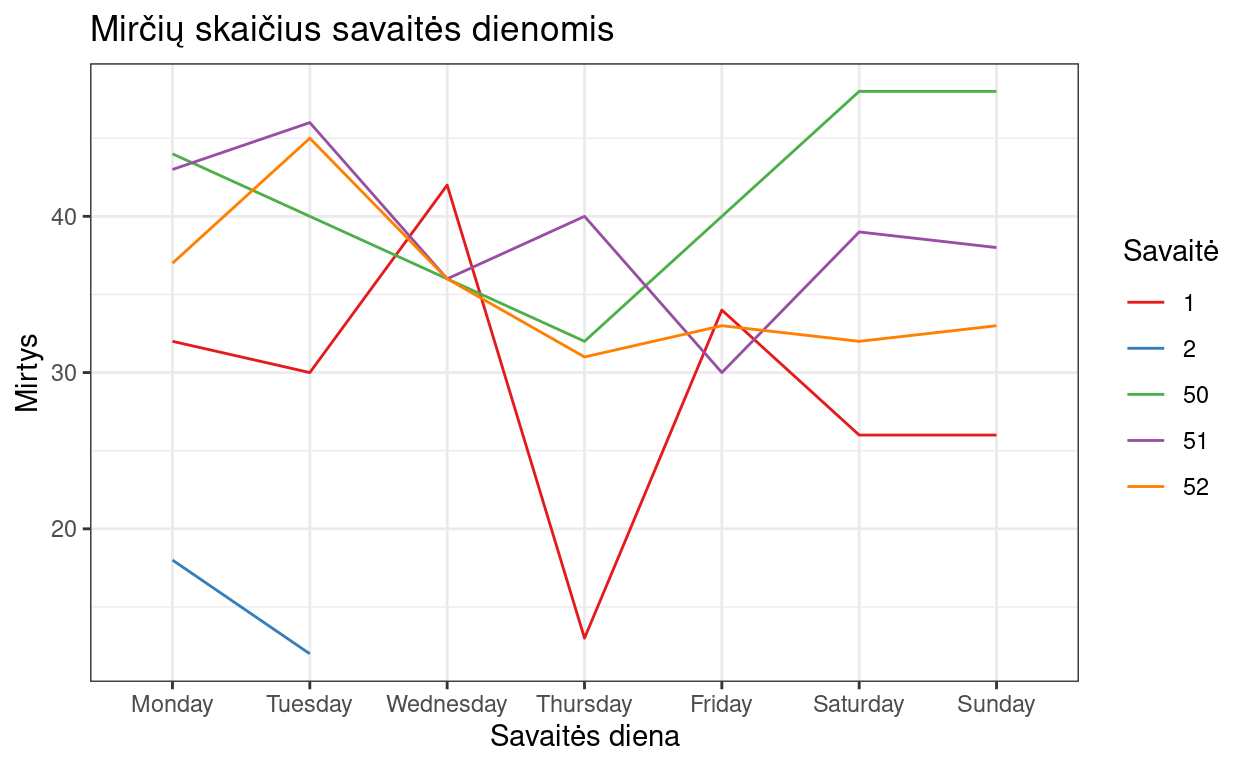 Mirčių skaičius savaitės dienomis
Mirtys
40
30
20
Monday Tuesday Wednesday Thursday Friday Saturday Sunday
Savaitės diena
Savaitė
1
2
50
51
52